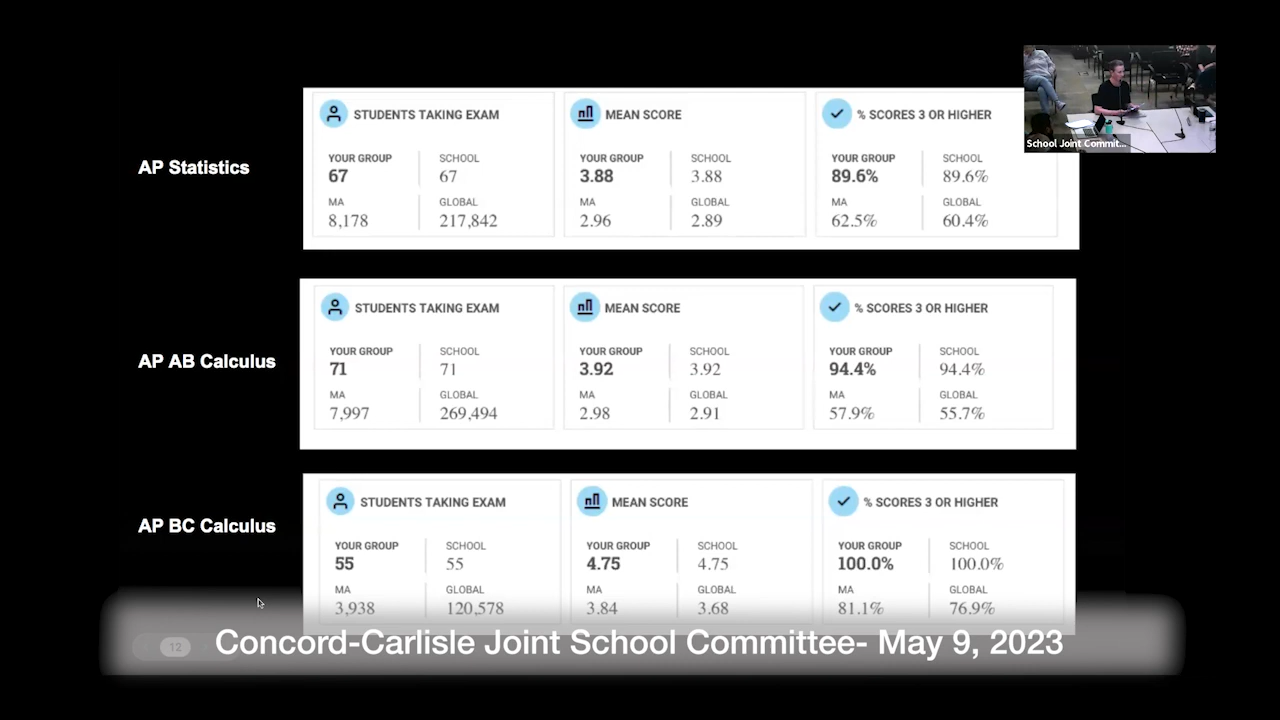 School Joint Commit...
AP Statistics
STUDENTS TAKING EXAM
YOUR GROUP SCHOOL
67 67
MA GLOBAL
8,178 217,842
MEAN SCORE
YOUR GROUP SCHOOL
3.88 3.88
MA GLOBAL
2.96 2.89
% SCORES 3 OR HIGHER
YOUR GROUP SCHOOL
89.6% 89.6%
MA GLOBAL
62.5% 60.4%
AP AB Calculus
STUDENTS TAKING EXAM
YOUR GROUP SCHOOL
71 71
MA GLOBAL
7,997 269,494
MEAN SCORE
YOUR GROUP SCHOOL
3.92 3.92
MA GLOBAL
2.98 2.91
% SCORES 3 OR HIGHER
YOUR GROUP SCHOOL
94.4% 94.4%
MA GLOBAL
57.9% 55.7%
AP BC Calculus
STUDENTS TAKING EXAM
YOUR GROUP SCHOOL
55 55
MA GLOBAL
3,938 120,578
MEAN SCORE
YOUR GROUP SCHOOL
4.75 4.75
MA GLOBAL
3.84 3.68
% SCORES 3 OR HIGHER
YOUR GROUP SCHOOL
100.0% 100.0%
MA GLOBAL
81.1% 76.9%
12
Concord-Carlisle Joint School Committee- May 9, 2023